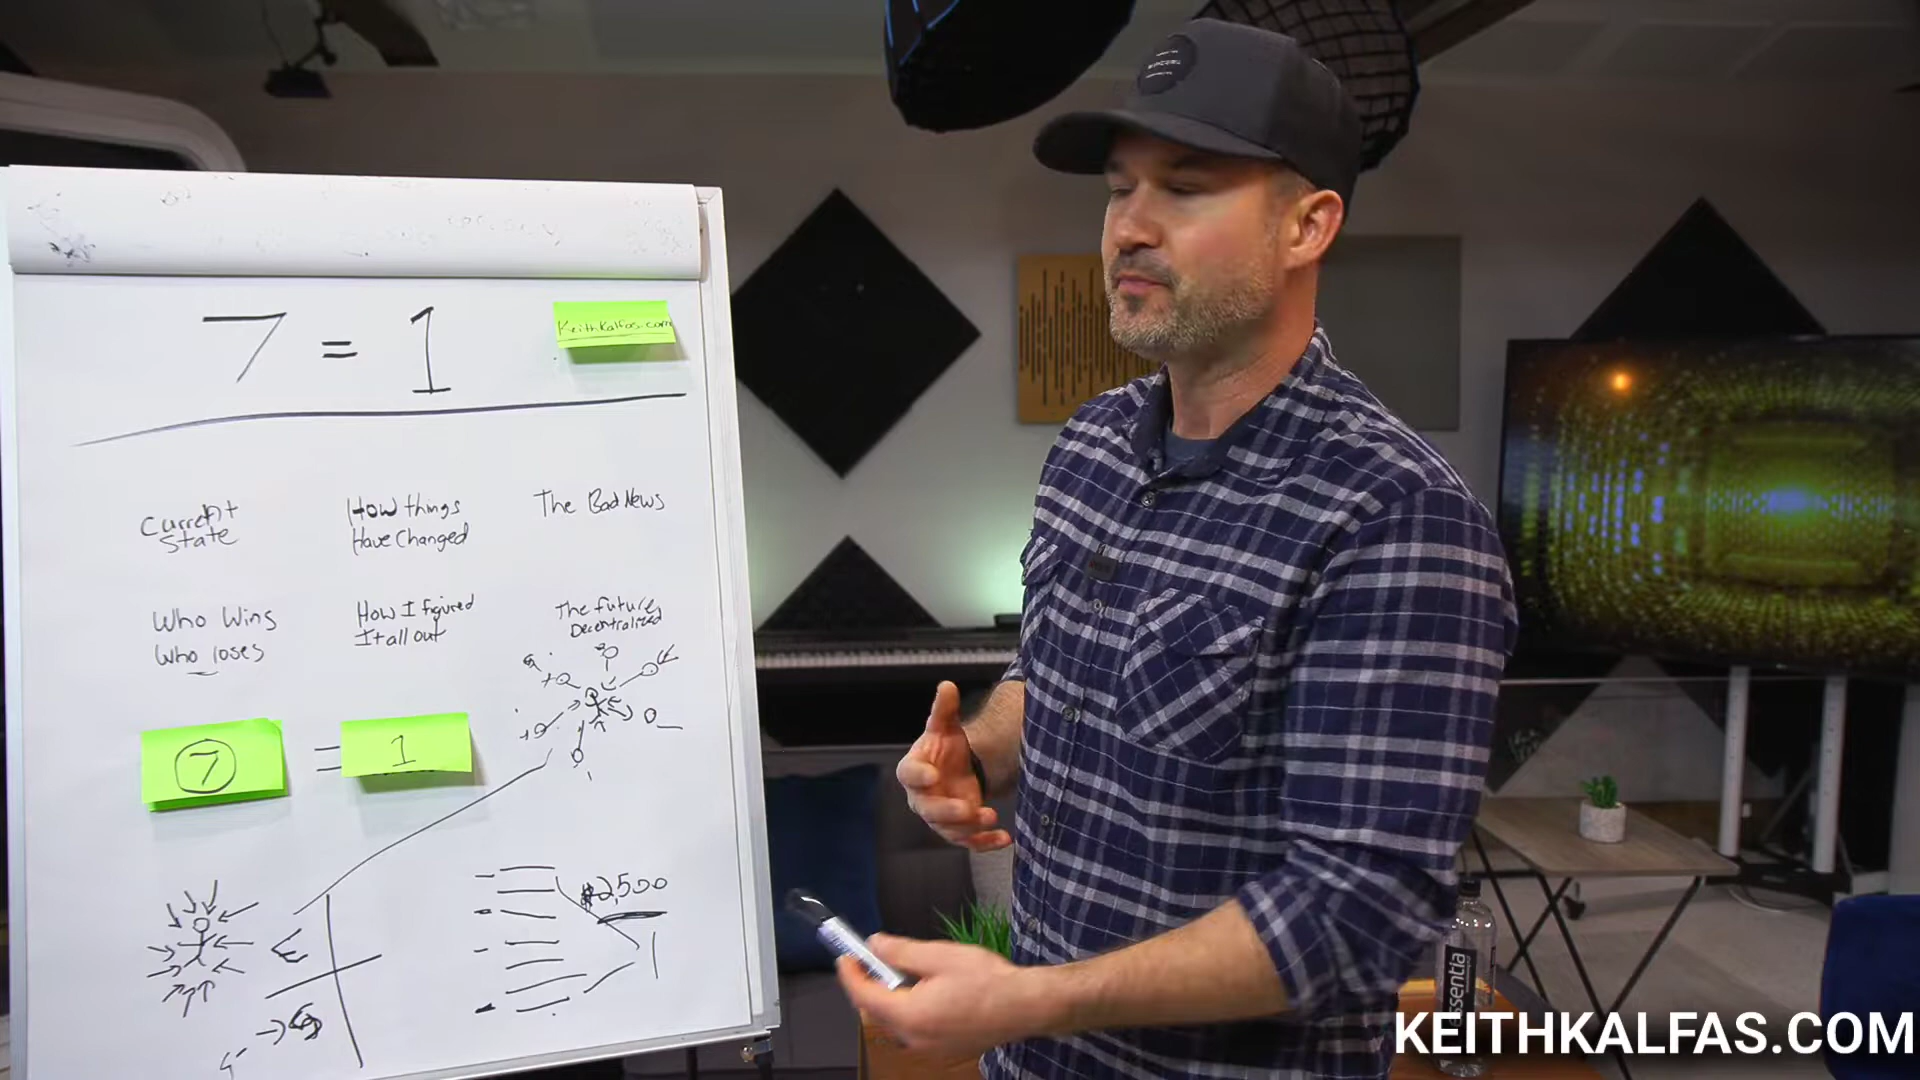 7 = 1
KeithKalfas.com
Current
State
How things
Have Changed
The Bad News
Who Wins
Who loses
How I figured
It all out
The future
Decentralized
7 = 1
$2,500
1
essentia
KEITHKALFAS.COM